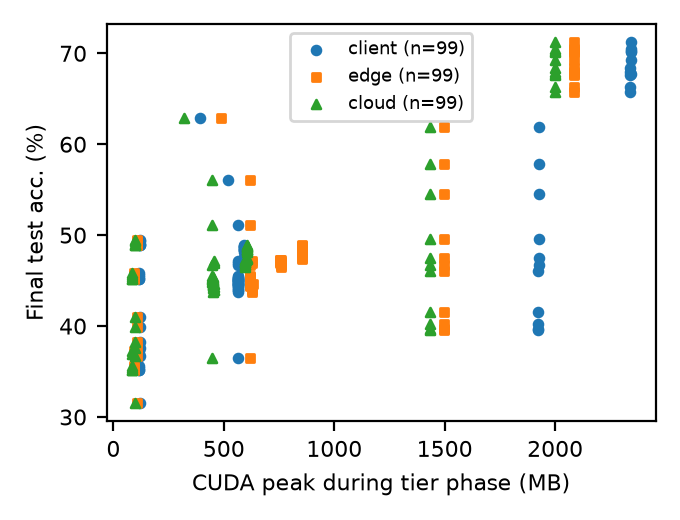 client (n=99)
edge (n=99)
cloud (n=99)
Final test acc. (%)
70
60
50
40
30
0
500
1000
1500
2000
CUDA peak during tier phase (MB)